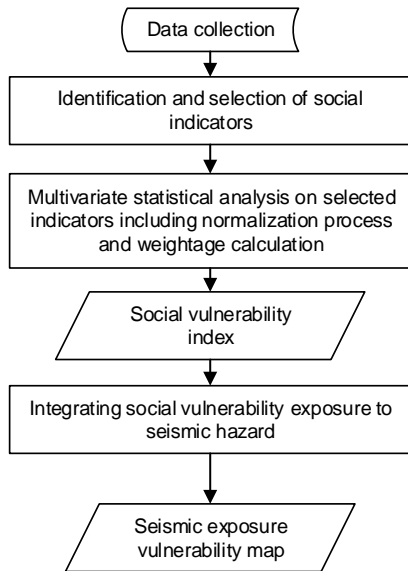 Data collection
Identification and selection of social
indicators
Multivariate statistical analysis on selected
indicators including normalization process
and weightage calculation
Social vulnerability
index
Integrating social vulnerability exposure to
seismic hazard
Seismic exposure
vulnerability map